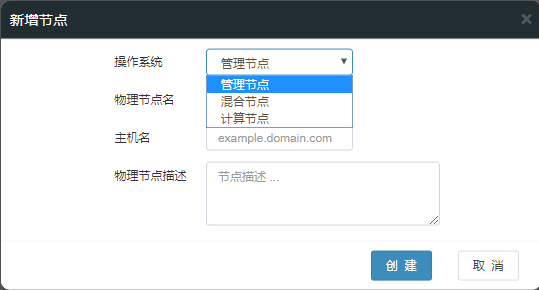 新增节点
操作系统
管理节点
管理节点
物理节点名
混合节点
计算节点
主机名
example.domain.com
物理节点描述
节点描述 ...
创 建
取 消